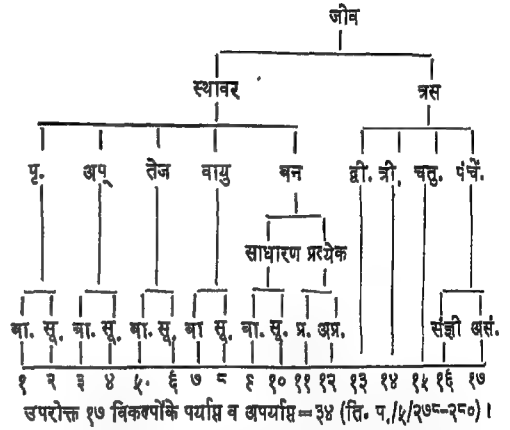 जीव
स्थावर त्रस
पृ. अप् तेज वायु बन द्वी. त्री. चतु. पंचें.
साधारण प्रत्येक
बा. सू. बा. सू. बा. सू. बा सू. बा. सू. प्र. अप्र. संज्ञी असं.
१ २ ३ ४ ५. ६ ७ ८ ९ १० ११ १२ १३ १४ १५ १६ १७
उपरोक्त १७ विकल्पोंके पर्याप्त व अपर्याप्त=३४ (ति. प./५/२७८-२८०)।